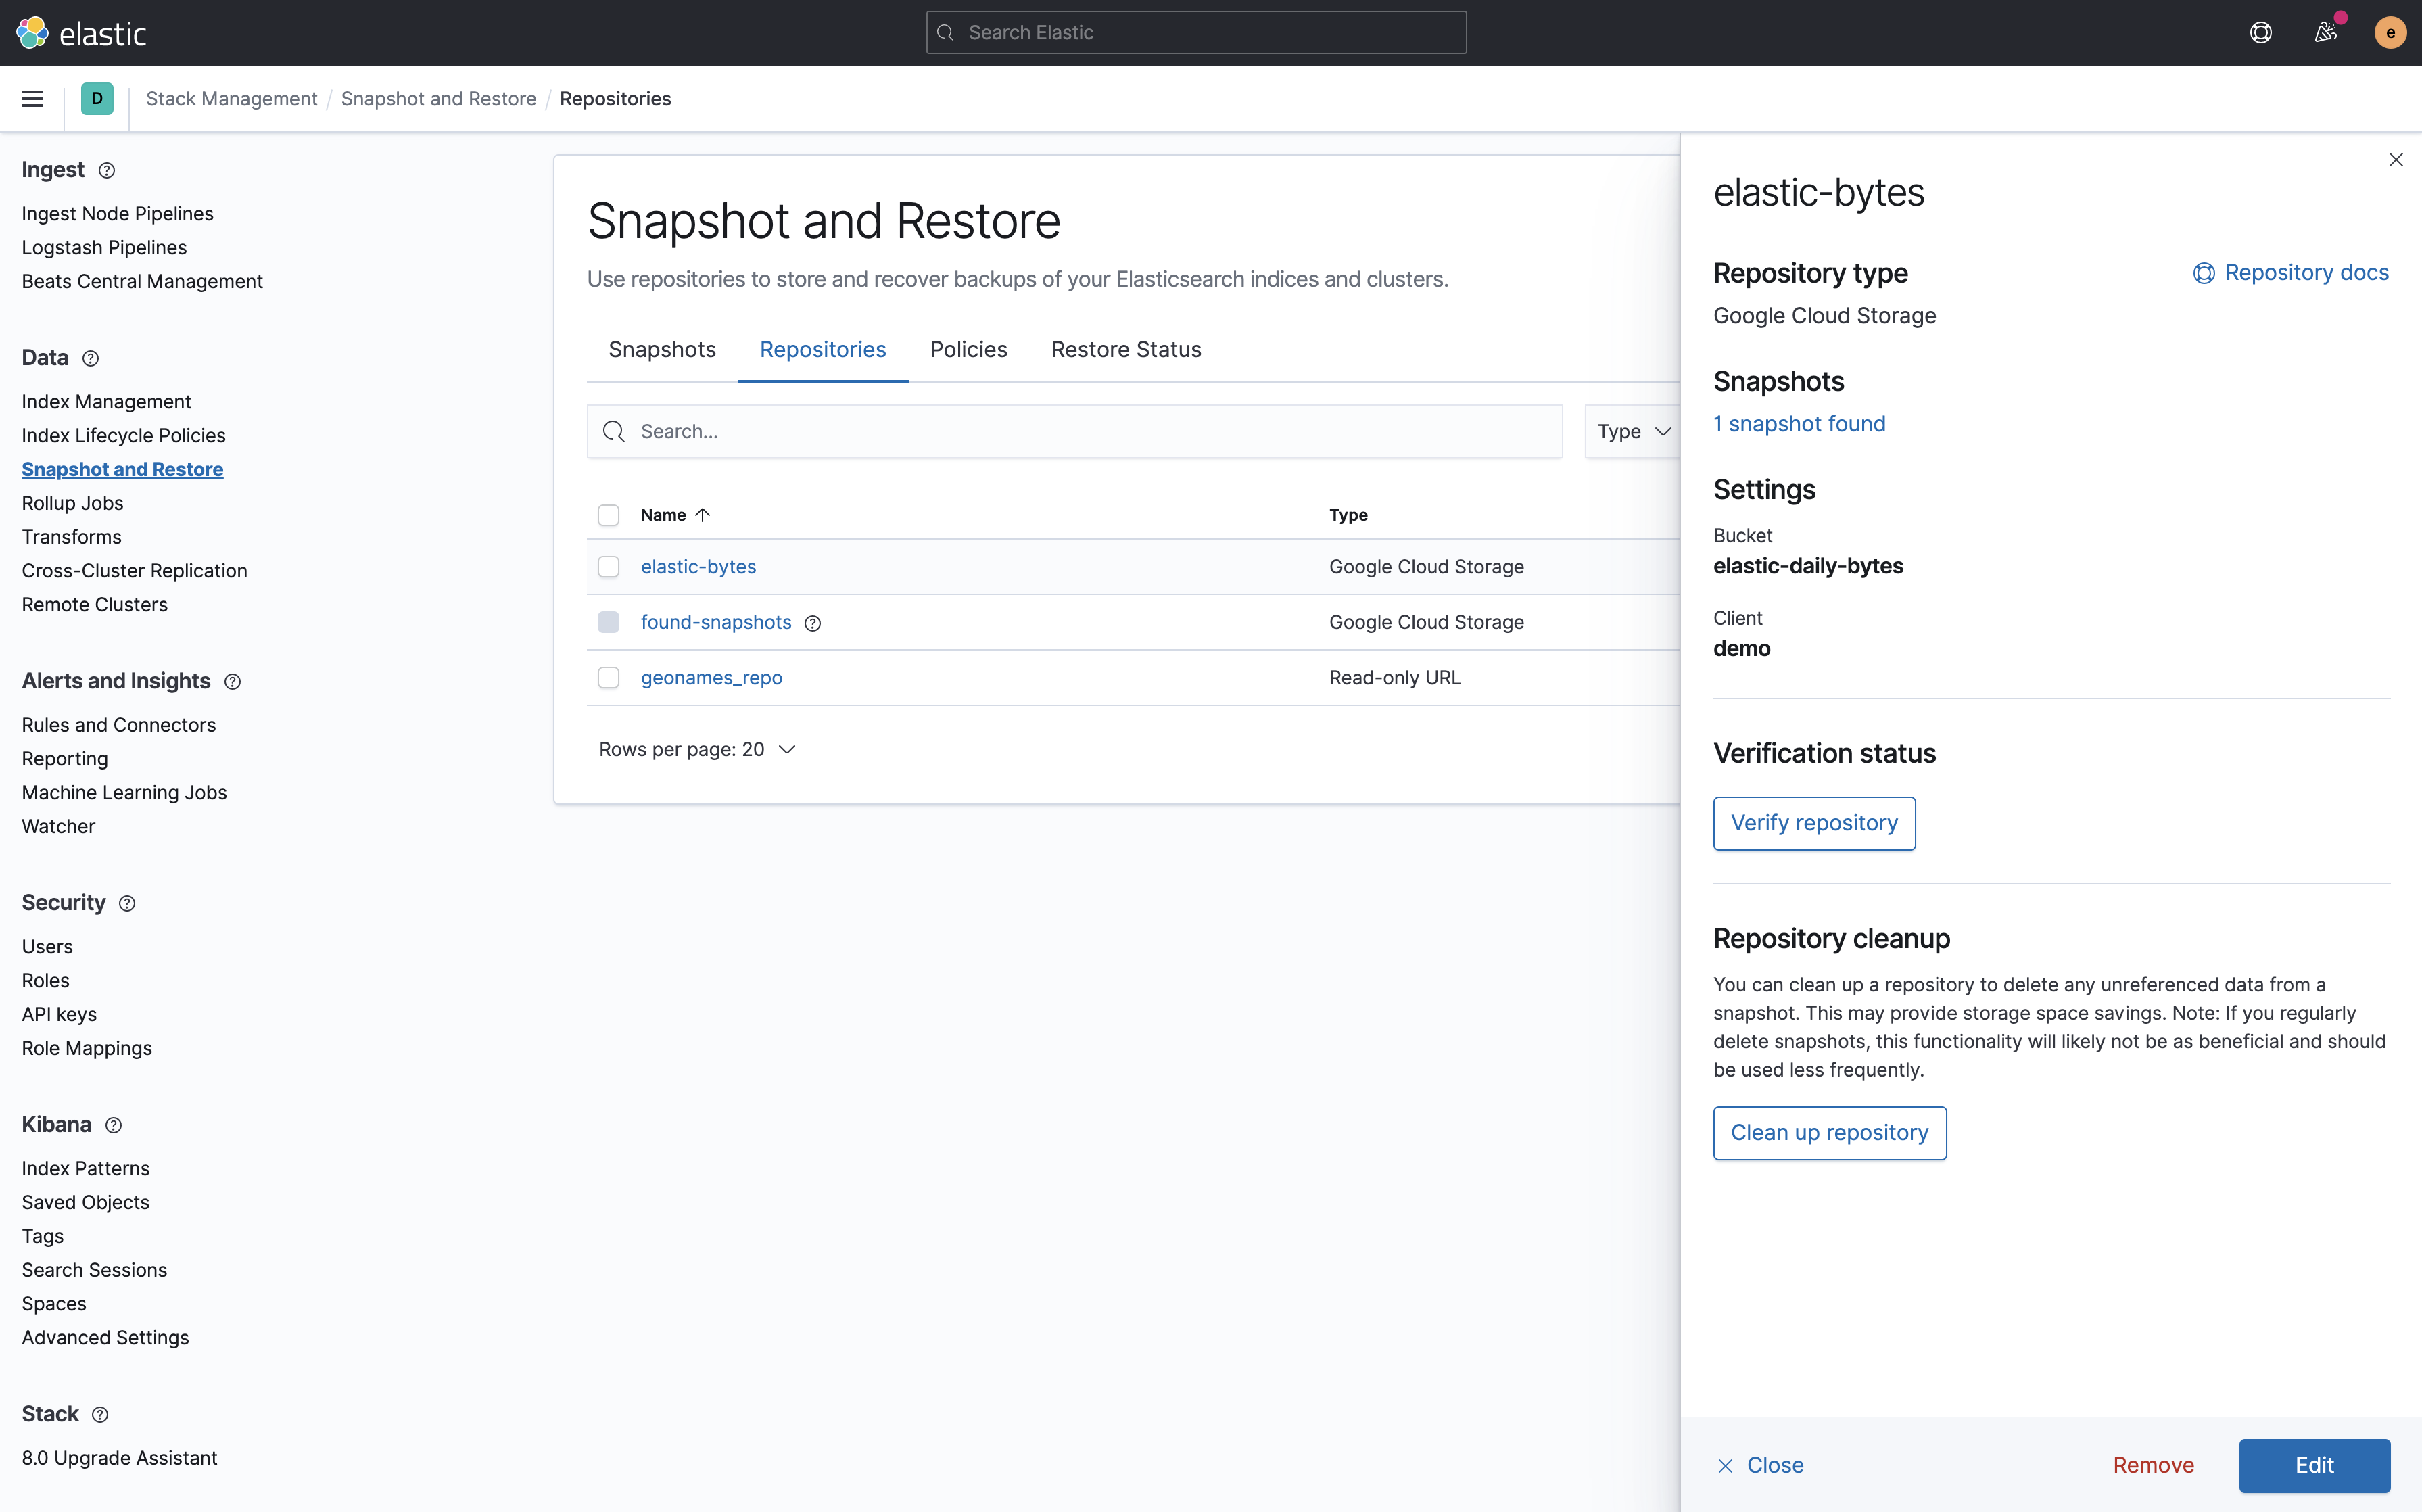 elastic
Search Elastic
e
D
Stack Management / Snapshot and Restore / Repositories
Ingest
Ingest Node Pipelines
Logstash Pipelines
Beats Central Management
Data
Index Management
Index Lifecycle Policies
Snapshot and Restore
Rollup Jobs
Transforms
Cross-Cluster Replication
Remote Clusters
Alerts and Insights
Rules and Connectors
Reporting
Machine Learning Jobs
Watcher
Security
Users
Roles
API keys
Role Mappings
Kibana
Index Patterns
Saved Objects
Tags
Search Sessions
Spaces
Advanced Settings
Stack
8.0 Upgrade Assistant
Snapshot and Restore
Use repositories to store and recover backups of your Elasticsearch indices and clusters.
Snapshots Repositories Policies Restore Status
Search... Type
Name Type
elastic-bytes Google Cloud Storage
found-snapshots Google Cloud Storage
geonames_repo Read-only URL
Rows per page: 20
elastic-bytes
Repository type Repository docs
Google Cloud Storage
Snapshots
1 snapshot found
Settings
Bucket
elastic-daily-bytes
Client
demo
Verification status
Verify repository
Repository cleanup
You can clean up a repository to delete any unreferenced data from a
snapshot. This may provide storage space savings. Note: If you regularly
delete snapshots, this functionality will likely not be as beneficial and should
be used less frequently.
Clean up repository
Close Remove Edit